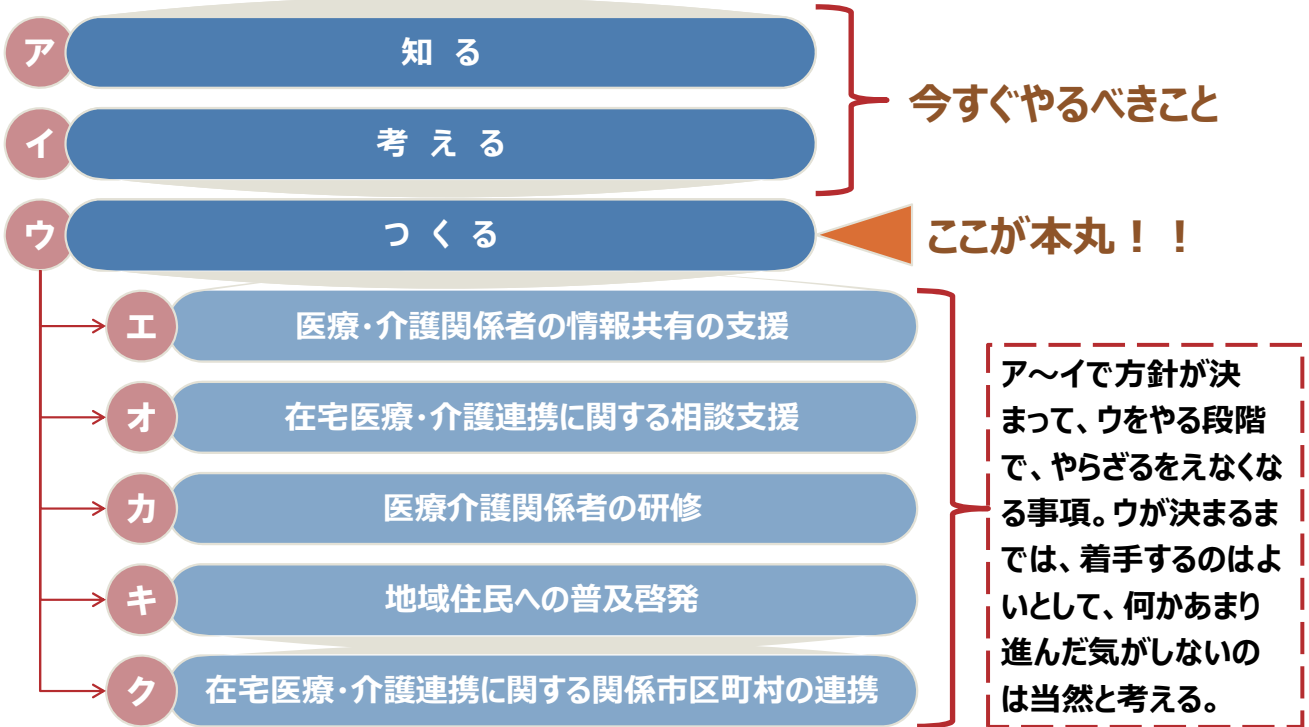 ア 知 る
イ 考 え る
今すぐやるべきこと
ウ つ く る
ここが本丸！！
エ 医療・介護関係者の情報共有の支援
オ 在宅医療・介護連携に関する相談支援
カ 医療介護関係者の研修
キ 地域住民への普及啓発
ク 在宅医療・介護連携に関する関係市区町村の連携
ア～イで方針が決
まって、ウをやる段階
で、やらざるをえなくな
る事項。ウが決まるま
では、着手するのはよ
いとして、何かあまり
進んだ気がしないの
は当然と考える。